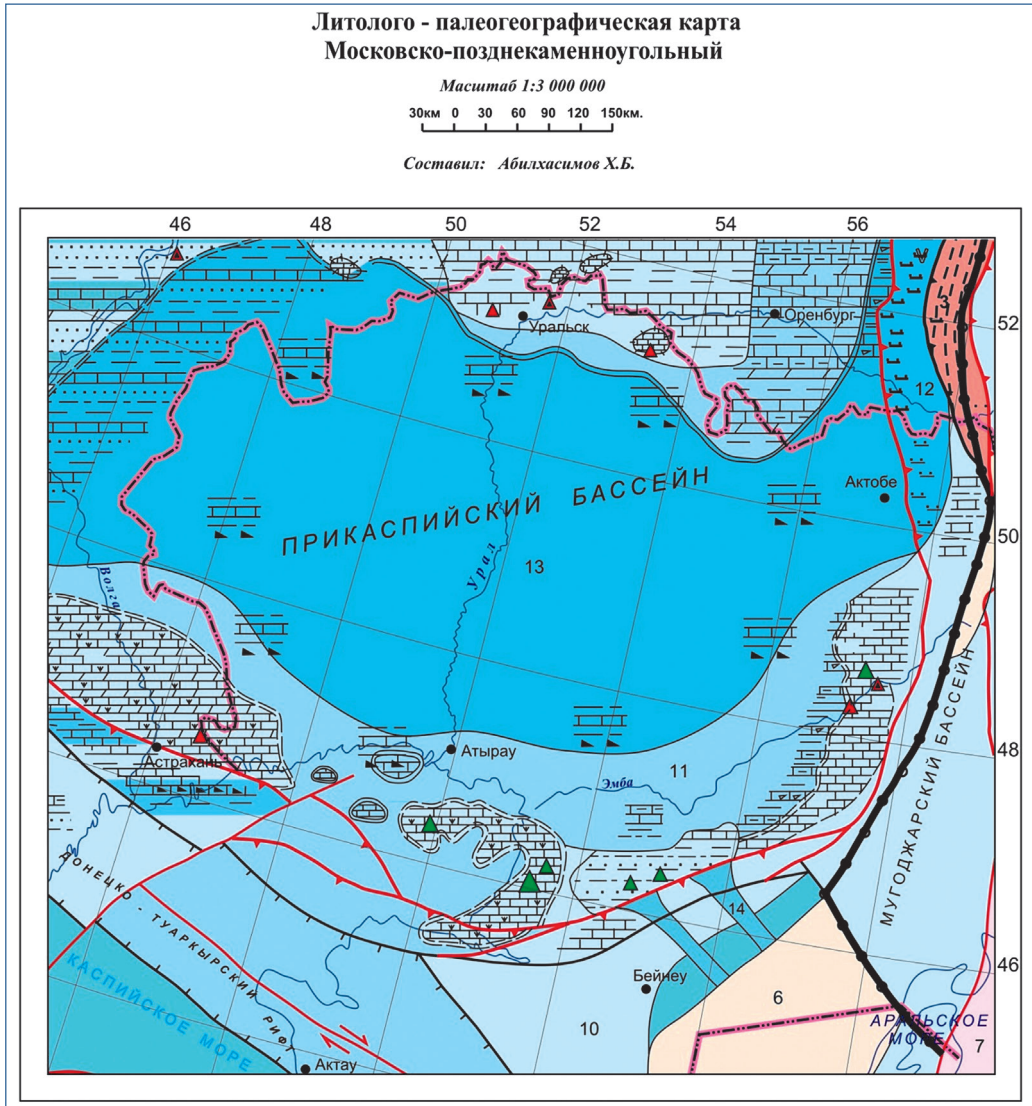 Литолого - палеогеографическая карта
Московско-позднекаменноугольный
Масштаб 1:3 000 000
30км 0 30 60 90 120 150км.
Составил: Абилхасимов Х.Б.
46 48 50 52 54 56
3
52
Уральск
Оренбург
12
Актобе
ПРИКАСПИЙСКИЙ БАССЕЙН
50
13
Урал
Волга
МУГОДЖАРСКИЙ БАССЕЙН
48
Астрахань
Атырау
11
Эмба
ДОНЕЦКО - ТУАРКЫРСКИЙ РИФТ
14
46
Бейнеу
6
КАСПИЙСКОЕ МОРЕ
10
АРАЛЬСКОЕ
МОРЕ
7
Актау